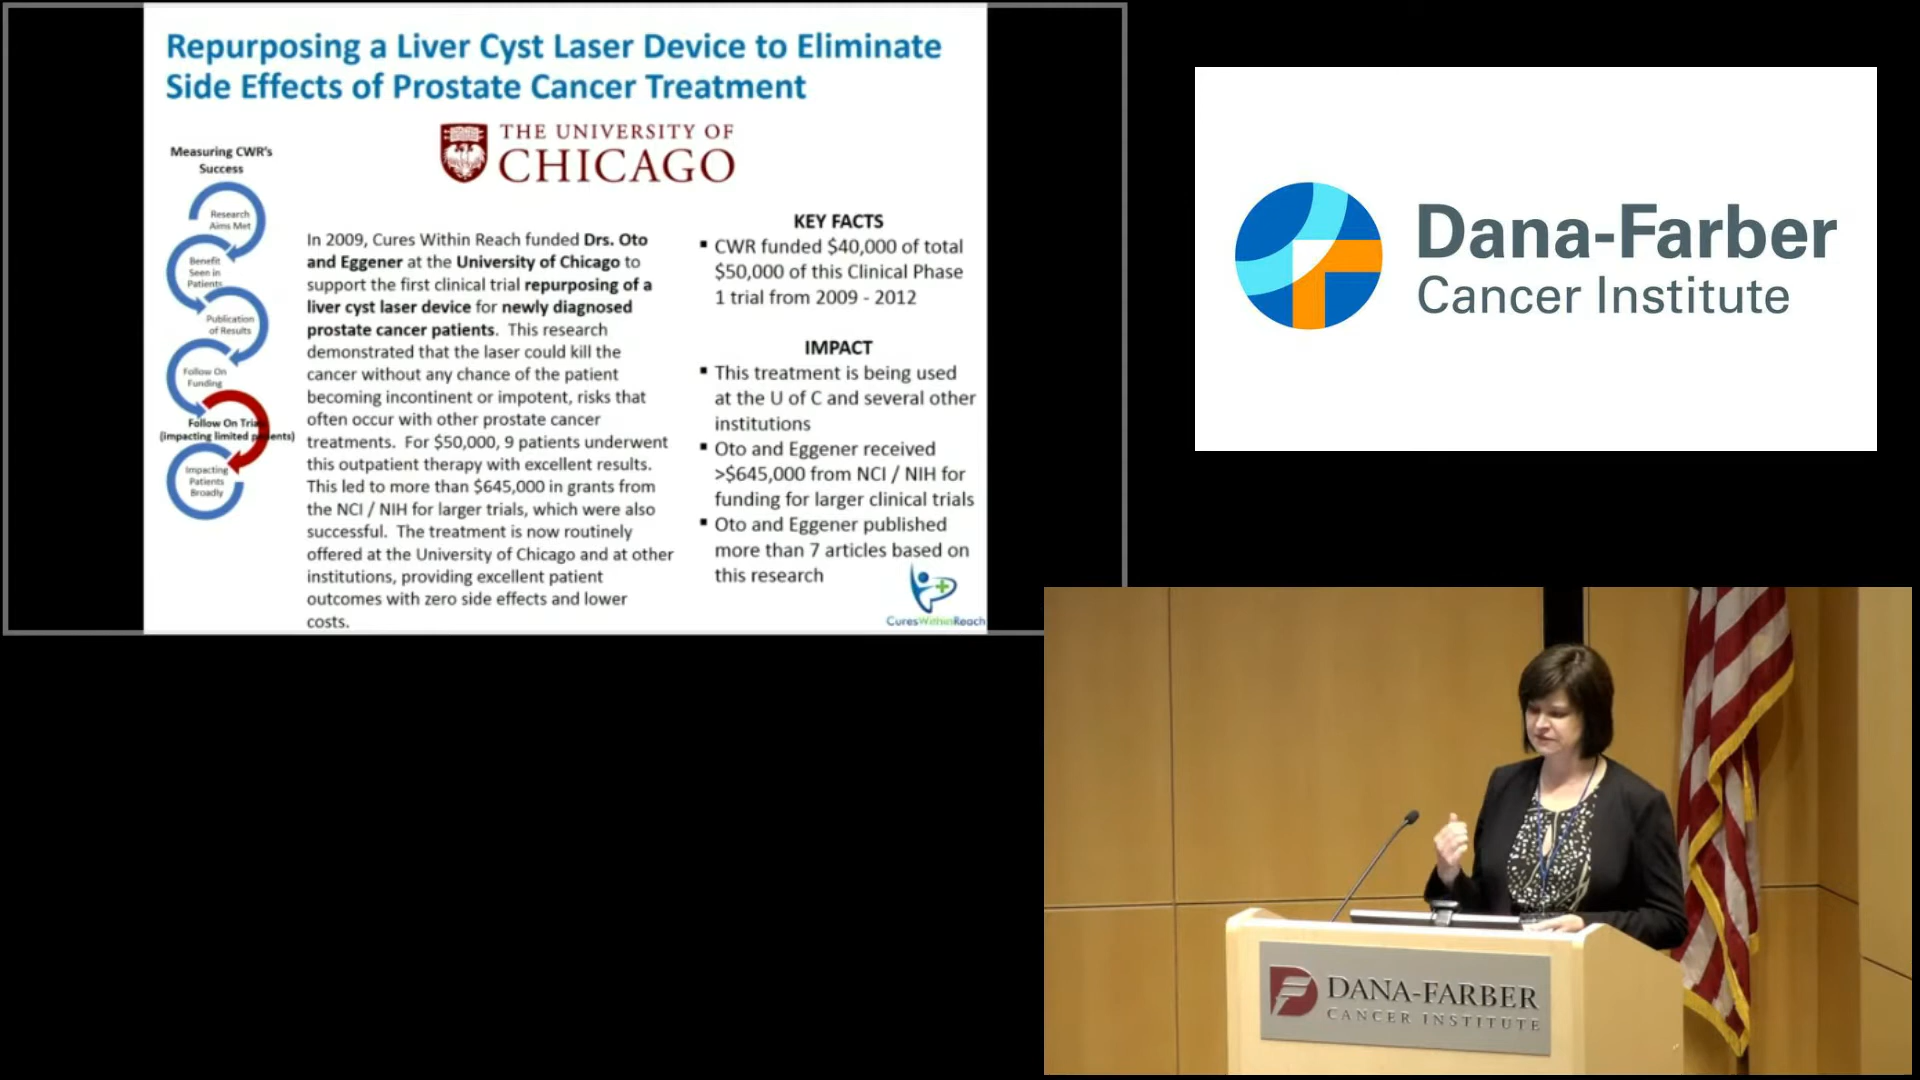 Repurposing a Liver Cyst Laser Device to Eliminate
Side Effects of Prostate Cancer Treatment
THE UNIVERSITY OF
CHICAGO
Measuring CWR's
Success
Research
Aims Met
Benefit
Seen in
Patients
Publication
of Results
Follow On
Funding
Follow On Trial
(impacting limited patients)
Impacting
Patients
Broadly
In 2009, Cures Within Reach funded Drs. Oto
and Eggener at the University of Chicago to
support the first clinical trial repurposing of a
liver cyst laser device for newly diagnosed
prostate cancer patients. This research
demonstrated that the laser could kill the
cancer without any chance of the patient
becoming incontinent or impotent, risks that
often occur with other prostate cancer
treatments. For $50,000, 9 patients underwent
this outpatient therapy with excellent results.
This led to more than $645,000 in grants from
the NCI / NIH for larger trials, which were also
successful. The treatment is now routinely
offered at the University of Chicago and at other
institutions, providing excellent patient
outcomes with zero side effects and lower
costs.
KEY FACTS
▪ CWR funded $40,000 of total
$50,000 of this Clinical Phase
1 trial from 2009 - 2012
IMPACT
▪ This treatment is being used
at the U of C and several other
institutions
▪ Oto and Eggener received
>$645,000 from NCI / NIH for
funding for larger clinical trials
▪ Oto and Eggener published
more than 7 articles based on
this research
CuresWithinReach
Dana-Farber
Cancer Institute
DANA-FARBER
CANCER INSTITUTE